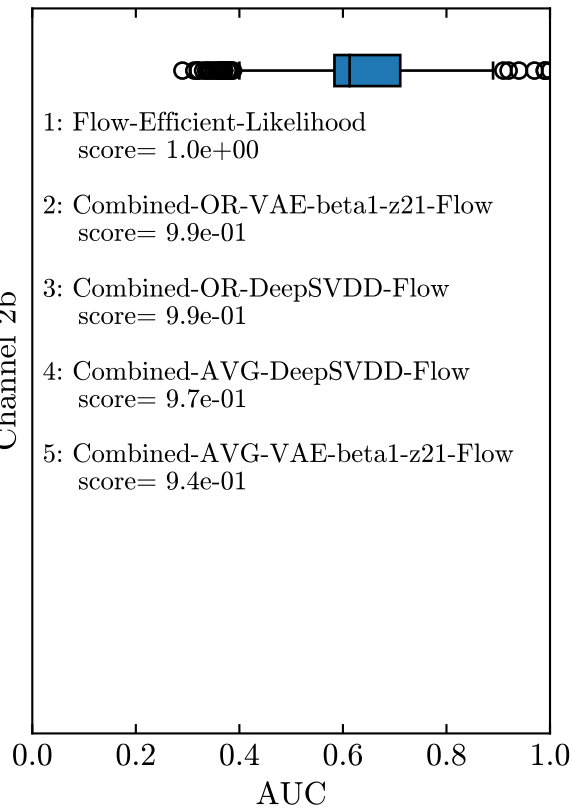 1: Flow-Efficient-Likelihood
score= 1.0e+00
2: Combined-OR-VAE-beta1-z21-Flow
score= 9.9e-01
3: Combined-OR-DeepSVDD-Flow
score= 9.9e-01
4: Combined-AVG-DeepSVDD-Flow
score= 9.7e-01
5: Combined-AVG-VAE-beta1-z21-Flow
score= 9.4e-01
Channel 2b
0.0 0.2 0.4 0.6 0.8 1.0
AUC